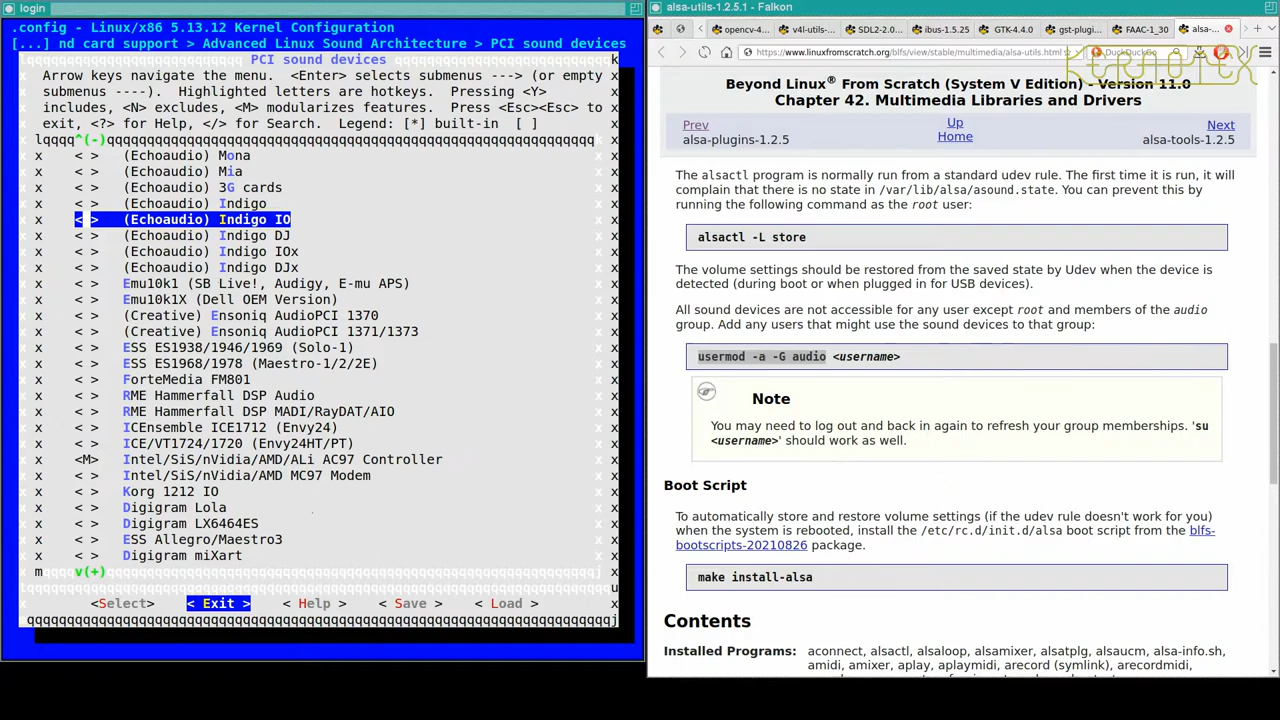 login
.config - Linux/x86 5.13.12 Kernel Configuration
[...] nd card support > Advanced Linux Sound Architecture > PCI sound devices
lqqqqqqqqqqqqqqqqqqqqqqqqqqqq PCI sound devices qqqqqqqqqqqqqqqqqqqqqqqqqqqqk
Arrow keys navigate the menu. <Enter> selects submenus ---> (or empty
submenus ----). Highlighted letters are hotkeys. Pressing <Y>
includes, <N> excludes, <M> modularizes features. Press <Esc><Esc> to
exit, <?> for Help, </> for Search. Legend: [*] built-in [ ]
lqqqq^(-)qqqqqqqqqqqqqqqqqqqqqqqqqqqqqqqqqqqqqqqqqqqqqqqqqqqqqqqqqqqqqk
x < > (Echoaudio) Mona x
x < > (Echoaudio) Mia x
x < > (Echoaudio) 3G cards x
x < > (Echoaudio) Indigo x
x < > (Echoaudio) Indigo IO x
x < > (Echoaudio) Indigo DJ x
x < > (Echoaudio) Indigo IOx x
x < > (Echoaudio) Indigo DJx x
x < > Emu10k1 (SB Live!, Audigy, E-mu APS) x
x < > Emu10k1X (Dell OEM Version) x
x < > (Creative) Ensoniq AudioPCI 1370 x
x < > (Creative) Ensoniq AudioPCI 1371/1373 x
x < > ESS ES1938/1946/1969 (Solo-1) x
x < > ESS ES1968/1978 (Maestro-1/2/2E) x
x < > ForteMedia FM801 x
x < > RME Hammerfall DSP Audio x
x < > RME Hammerfall DSP MADI/RayDAT/AIO x
x < > ICEnsemble ICE1712 (Envy24) x
x < > ICE/VT1724/1720 (Envy24HT/PT) x
x <M> Intel/SiS/nVidia/AMD/ALi AC97 Controller x
x < > Intel/SiS/nVidia/AMD MC97 Modem x
x < > Korg 1212 IO x
x < > Digigram Lola x
x < > Digigram LX6464ES x
x < > ESS Allegro/Maestro3 x
x < > Digigram miXart x
m v(+)
<Select> < Exit > < Help > < Save > < Load >
alsa-utils-1.2.5.1 - Falkon
opencv-4 v4l-utils- SDL2-2.0- ibus-1.5.25 GTK-4.4.0 gst-plugin- FAAC-1_30 alsa-
https://www.linuxfromscratch.org/blfs/view/stable/multimedia/alsa-utils.html DuckDuckGo
KERNOTEX
Beyond Linux® From Scratch (System V Edition) - Version 11.0
Chapter 42. Multimedia Libraries and Drivers
Prev Up Next
alsa-plugins-1.2.5 Home alsa-tools-1.2.5
The alsactl program is normally run from a standard udev rule. The first time it is run, it will
complain that there is no state in /var/lib/alsa/asound.state. You can prevent this by
running the following command as the root user:
alsactl -L store
The volume settings should be restored from the saved state by Udev when the device is
detected (during boot or when plugged in for USB devices).
All sound devices are not accessible for any user except root and members of the audio
group. Add any users that might use the sound devices to that group:
usermod -a -G audio <username>
Note
You may need to log out and back in again to refresh your group memberships. 'su
<username>' should work as well.
Boot Script
To automatically store and restore volume settings (if the udev rule doesn't work for you)
when the system is rebooted, install the /etc/rc.d/init.d/alsa boot script from the blfs-
bootscripts-20210826 package.
make install-alsa
Contents
Installed Programs: aconnect, alsactl, alsaloop, alsamixer, alsatplg, alsaucm, alsa-info.sh,
amidi, amixer, aplay, aplaymidi, arecord (symlink), arecordmidi,